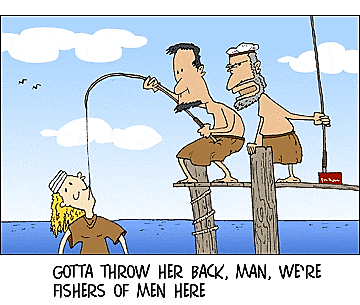 GOTTA THROW HER BACK, MAN, WE'RE
FISHERS OF MEN HERE